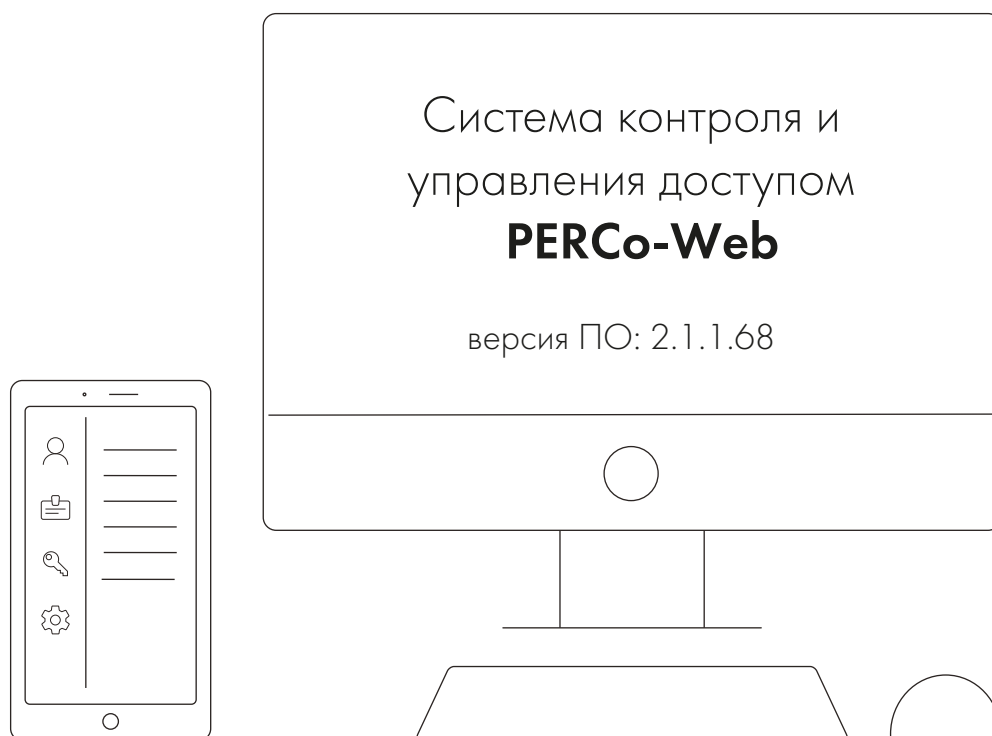 Система контроля и
управления доступом
PERCo-Web
версия ПО: 2.1.1.68